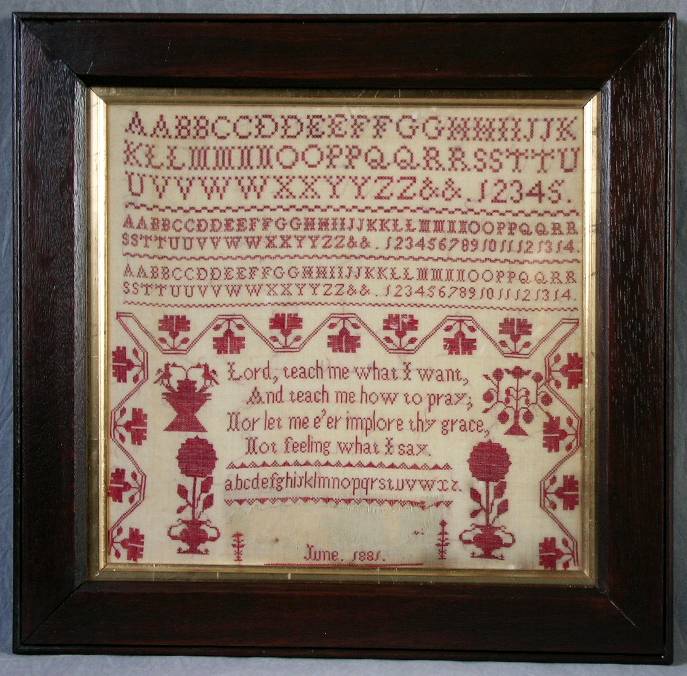 AABBCCDDEEFFGGHHIIJJK
KLLMMNNOOPPQQRRSSTTU
UVVWWXXYYZZ&&.12345.
AABBCCDDEEFFGGHHIIJJKKLLMMNNOOPPQQRR
SSTTUUVVWWXXYYZZ&&.1234567891011121314.
AABBCCDDEEFFGGHHIIJJKKLLMMNNOOPPQQRR
SSTTUUVVWWXXYYZZ&&.1234567891011121314.
Lord, teach me what I want,
And teach me how to pray;
Nor let me e'er implore thy grace,
Not feeling what I say.
abcdefghijklmnopqrstuvwxz.
June. 1881.